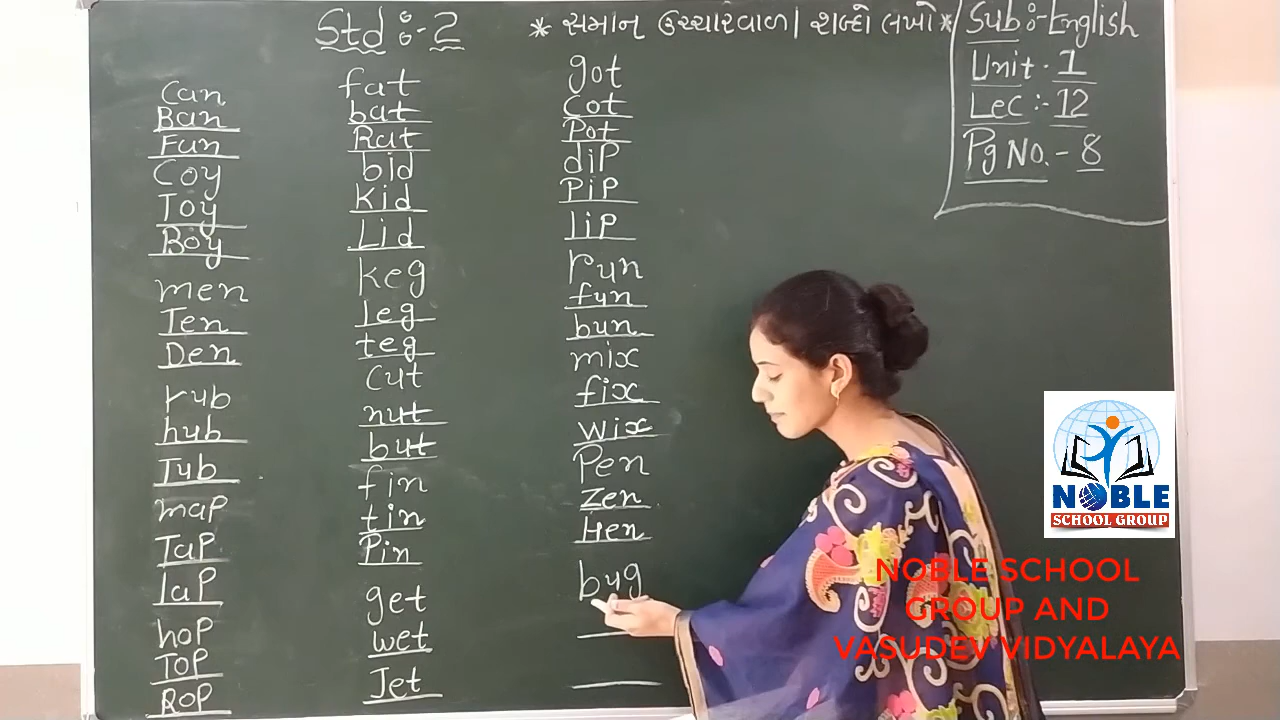 Std :- 2
* સમાન ઉચ્ચારવાળા શબ્દો લખો *
Sub :- English
Unit - 1
Lec :- 12
Pg No. - 8
Can
Ban
Fan
Coy
Toy
Boy
men
Ten
Den
rub
hub
Tub
map
Tap
Lap
hop
Top
Rop
fat
bat
Rat
bid
Kid
Lid
keg
leg
teg
cut
nut
but
fin
tin
Pin
get
wet
Jet
got
Cot
Pot
dip
Pip
lip
run
fun
bun
mix
fix
wix
Pen
Zen
Hen
NOBLE
SCHOOL GROUP
NOBLE SCHOOL
GROUP AND
VASUDEV VIDYALAYA